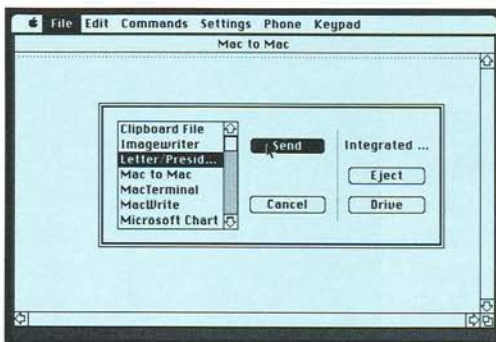 File Edit Commands Settings Phone Keypad
Mac to Mac
Clipboard File
Imagewriter
Letter/Presid...
Mac to Mac
MacTerminal
MacWrite
Microsoft Chart
Send
Cancel
Integrated ...
Eject
Drive